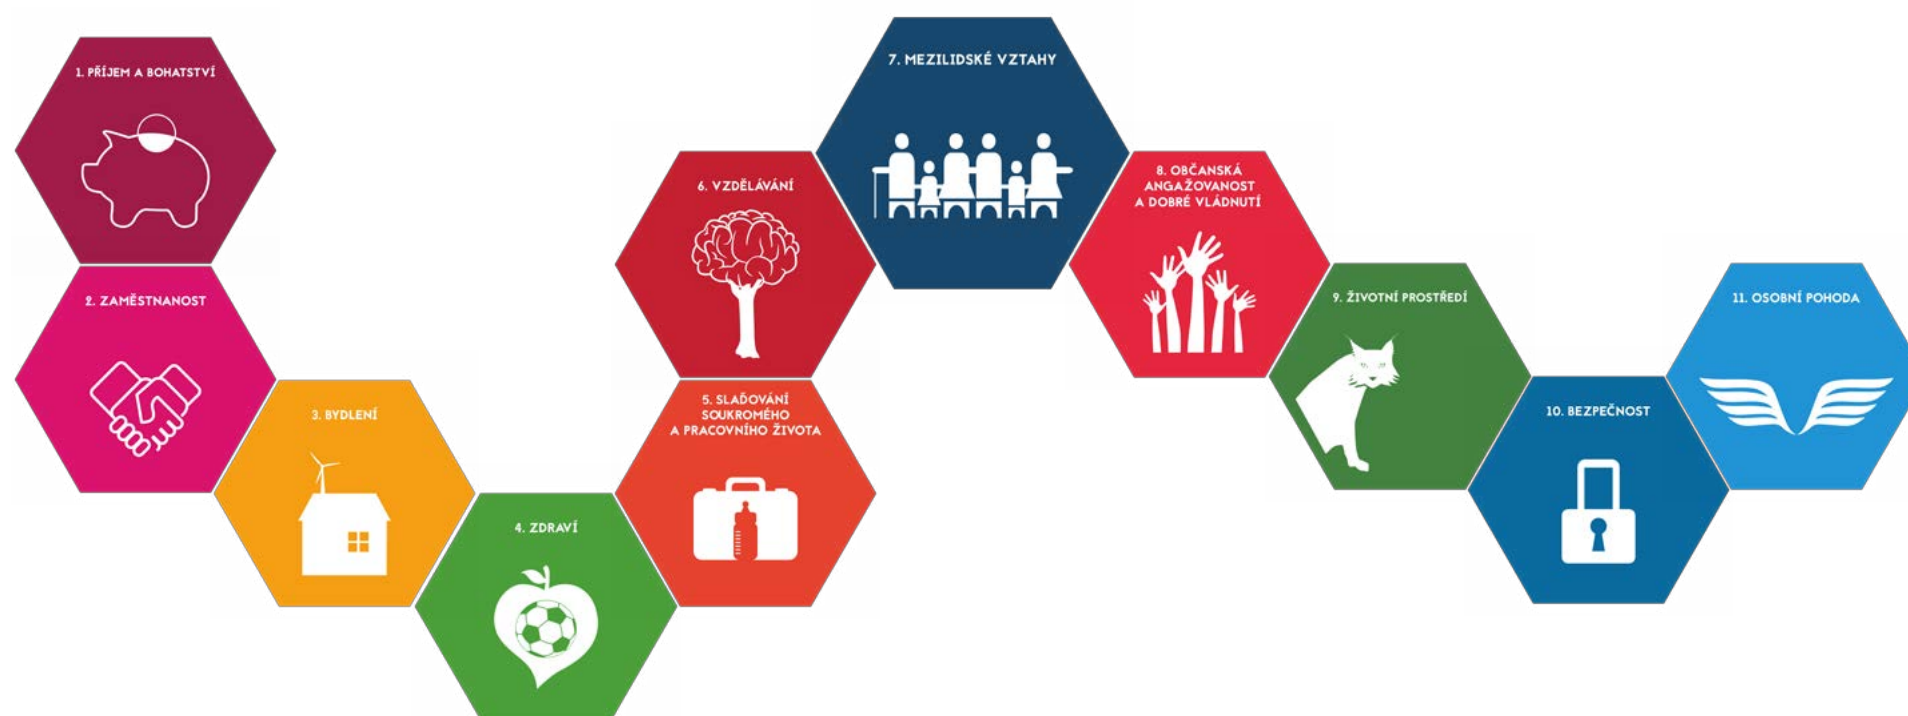 1. PŘÍJEM A BOHATSTVÍ
2. ZAMĚSTNANOST
3. BYDLENÍ
4. ZDRAVÍ
5. SLAĎOVÁNÍ
SOUKROMÉHO
A PRACOVNÍHO ŽIVOTA
6. VZDĚLÁVÁNÍ
7. MEZILIDSKÉ VZTAHY
8. OBČANSKÁ
ANGAŽOVANOST
A DOBRÉ VLÁDNUTÍ
9. ŽIVOTNÍ PROSTŘEDÍ
10. BEZPEČNOST
11. OSOBNÍ POHODA